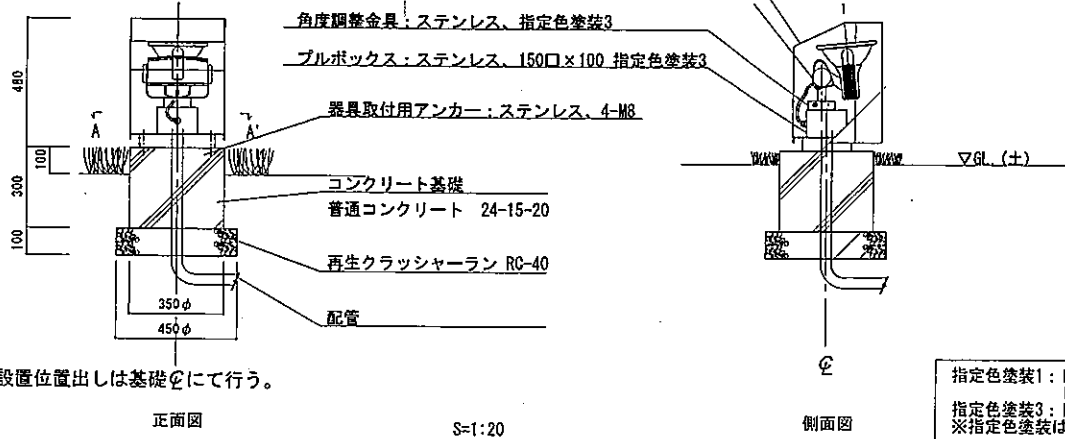 角度調整金具：ステンレス、指定色塗装3
プルボックス：ステンレス、150□×100 指定色塗装3
器具取付用アンカー：ステンレス、4-M8
コンクリート基礎
普通コンクリート 24-15-20
再生クラッシャーラン RC-40
配管
480
100
300
100
A
A'
350φ
450φ
設置位置出しは基礎℄にて行う。
正面図
S=1:20
▽GL (土)
℄
側面図
指定色塗装1：
指定色塗装3：
※指定色塗装は